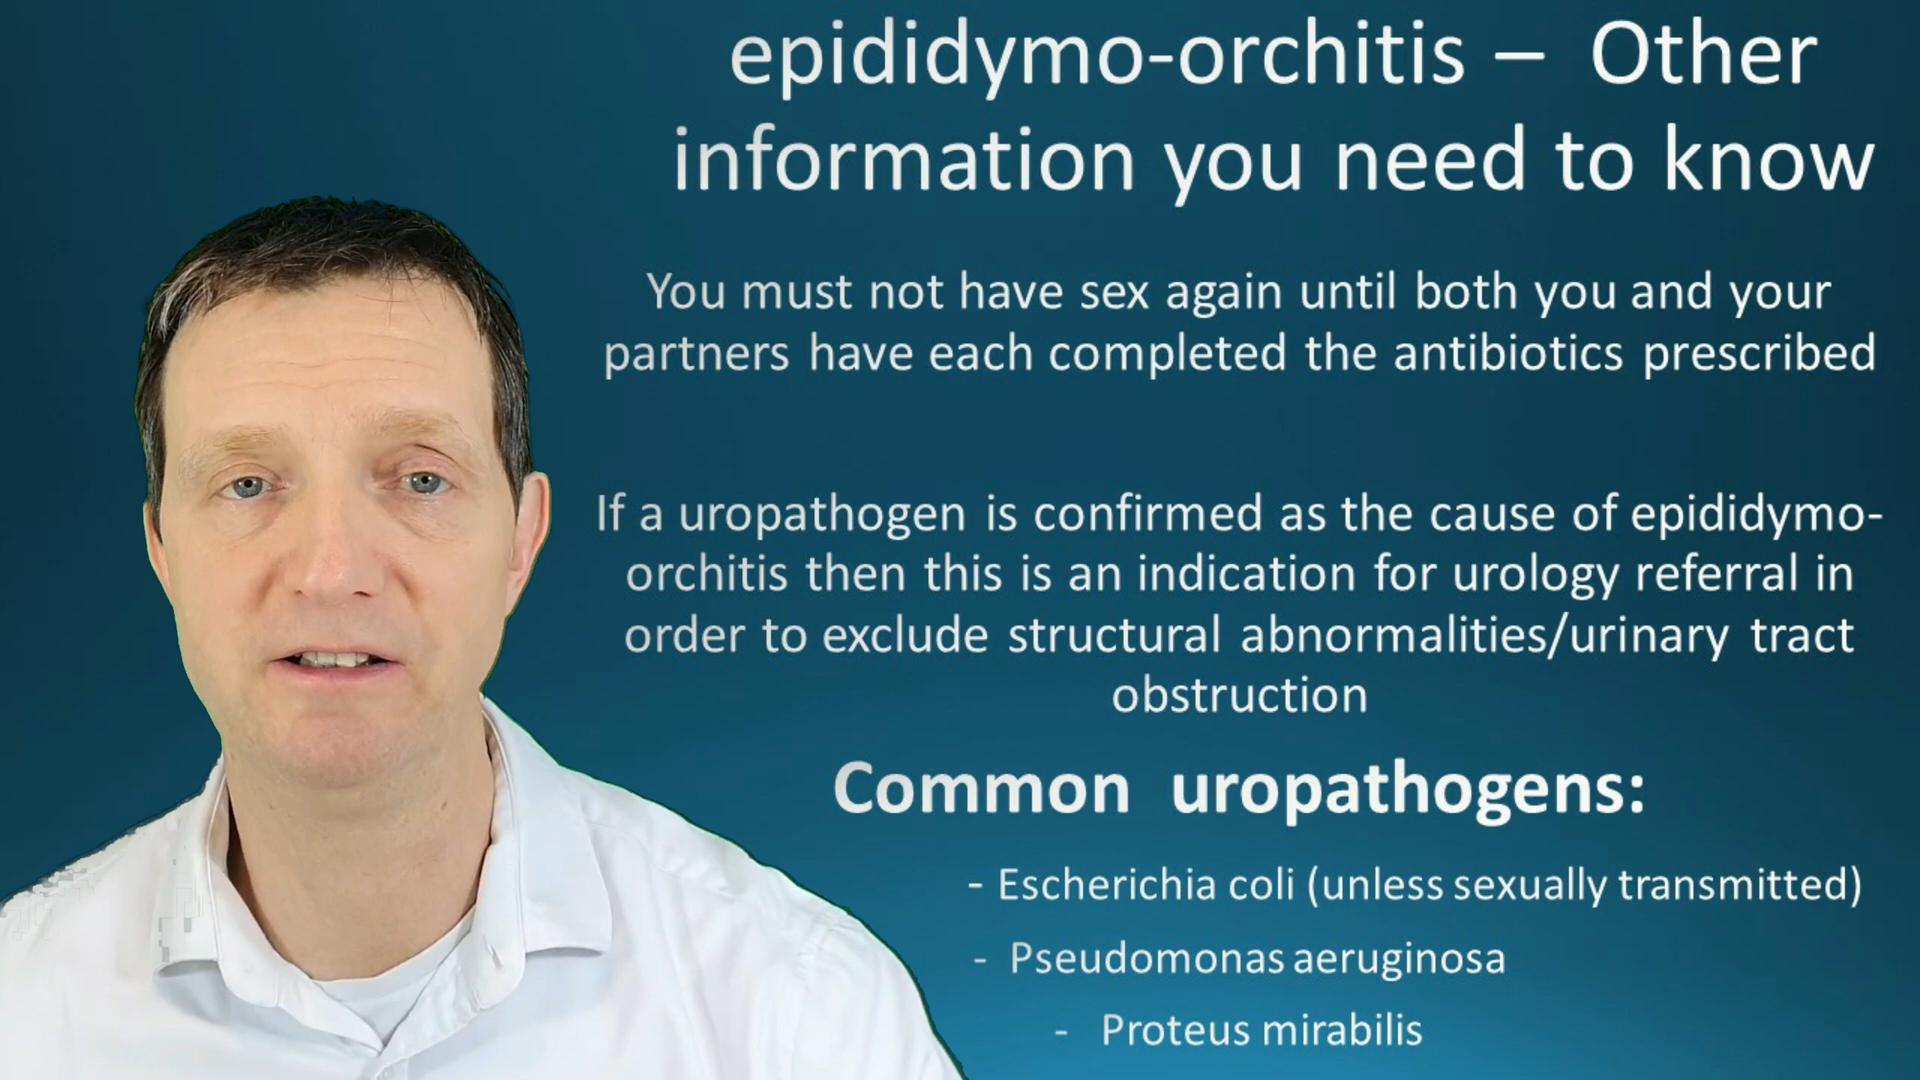 epididymo-orchitis – Other
information you need to know
You must not have sex again until both you and your
partners have each completed the antibiotics prescribed
If a uropathogen is confirmed as the cause of epididymo-
orchitis then this is an indication for urology referral in
order to exclude structural abnormalities/urinary tract
obstruction
Common uropathogens:
- Escherichia coli (unless sexually transmitted)
- Pseudomonas aeruginosa
- Proteus mirabilis